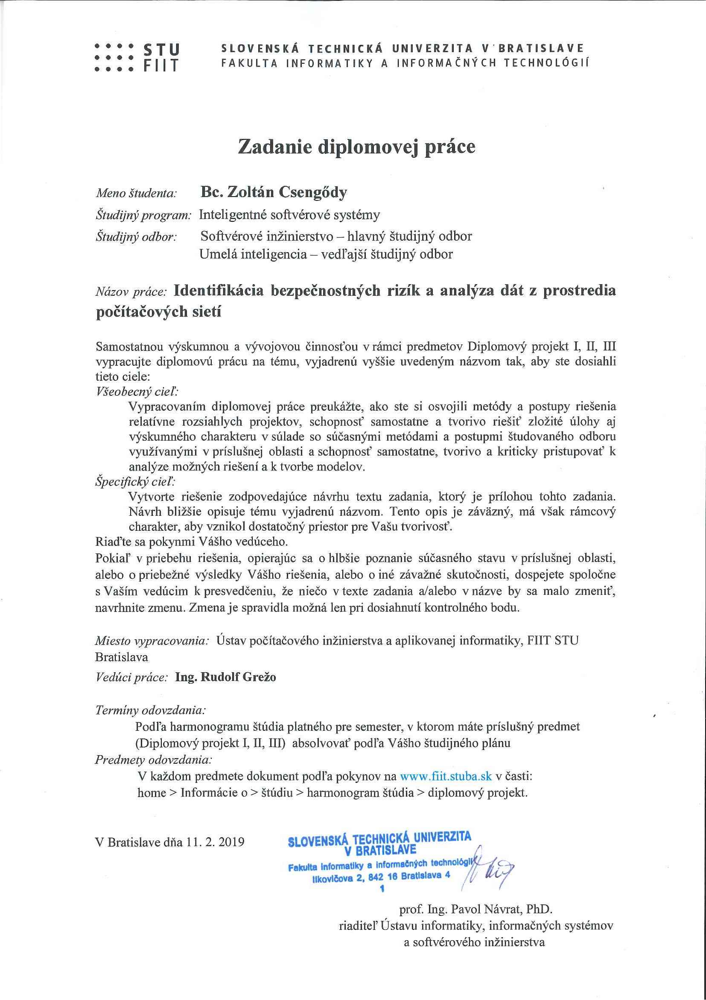 STU
FIIT
SLOVENSKÁ TECHNICKÁ UNIVERZITA V BRATISLAVE
FAKULTA INFORMATIKY A INFORMAČNÝCH TECHNOLÓGIÍ
Zadanie diplomovej práce
Meno študenta: Bc. Zoltán Csengődy
Študijný program: Inteligentné softvérové systémy
Študijný odbor: Softvérové inžinierstvo – hlavný študijný odbor
Umelá inteligencia – vedľajší študijný odbor
Názov práce: Identifikácia bezpečnostných rizík a analýza dát z prostredia
počítačových sietí
Samostatnou výskumnou a vývojovou činnosťou v rámci predmetov Diplomový projekt I, II, III
vypracujte diplomovú prácu na tému, vyjadrenú vyššie uvedeným názvom tak, aby ste dosiahli
tieto ciele:
Všeobecný cieľ:
Vypracovaním diplomovej práce preukážte, ako ste si osvojili metódy a postupy riešenia
relatívne rozsiahlych projektov, schopnosť samostatne a tvorivo riešiť zložité úlohy aj
výskumného charakteru v súlade so súčasnými metódami a postupmi študovaného odboru
využívanými v príslušnej oblasti a schopnosť samostatne, tvorivo a kriticky pristupovať k
analýze možných riešení a k tvorbe modelov.
Špecifický cieľ:
Vytvorte riešenie zodpovedajúce návrhu textu zadania, ktorý je prílohou tohto zadania.
Návrh bližšie opisuje tému vyjadrenú názvom. Tento opis je záväzný, má však rámcový
charakter, aby vznikol dostatočný priestor pre Vašu tvorivosť.
Riaďte sa pokynmi Vášho vedúceho.
Pokiaľ v priebehu riešenia, opierajúc sa o hlbšie poznanie súčasného stavu v príslušnej oblasti,
alebo o priebežné výsledky Vášho riešenia, alebo o iné závažné skutočnosti, dospejete spoločne
s Vaším vedúcim k presvedčeniu, že niečo v texte zadania a/alebo v názve by sa malo zmeniť,
navrhnite zmenu. Zmena je spravidla možná len pri dosiahnutí kontrolného bodu.
Miesto vypracovania: Ústav počítačového inžinierstva a aplikovanej informatiky, FIIT STU
Bratislava
Vedúci práce: Ing. Rudolf Grežo
Termíny odovzdania:
Podľa harmonogramu štúdia platného pre semester, v ktorom máte príslušný predmet
(Diplomový projekt I, II, III) absolvovať podľa Vášho študijného plánu
Predmety odovzdania:
V každom predmete dokument podľa pokynov na www.fiit.stuba.sk v časti:
home > Informácie o > štúdiu > harmonogram štúdia > diplomový projekt.
V Bratislave dňa 11. 2. 2019
SLOVENSKÁ TECHNICKÁ UNIVERZITA
V BRATISLAVE
Fakulta informatiky a informačných technológií
Ilkovičova 2, 842 16 Bratislava 4
1
prof. Ing. Pavol Návrat, PhD.
riaditeľ Ústavu informatiky, informačných systémov
a softvérového inžinierstva